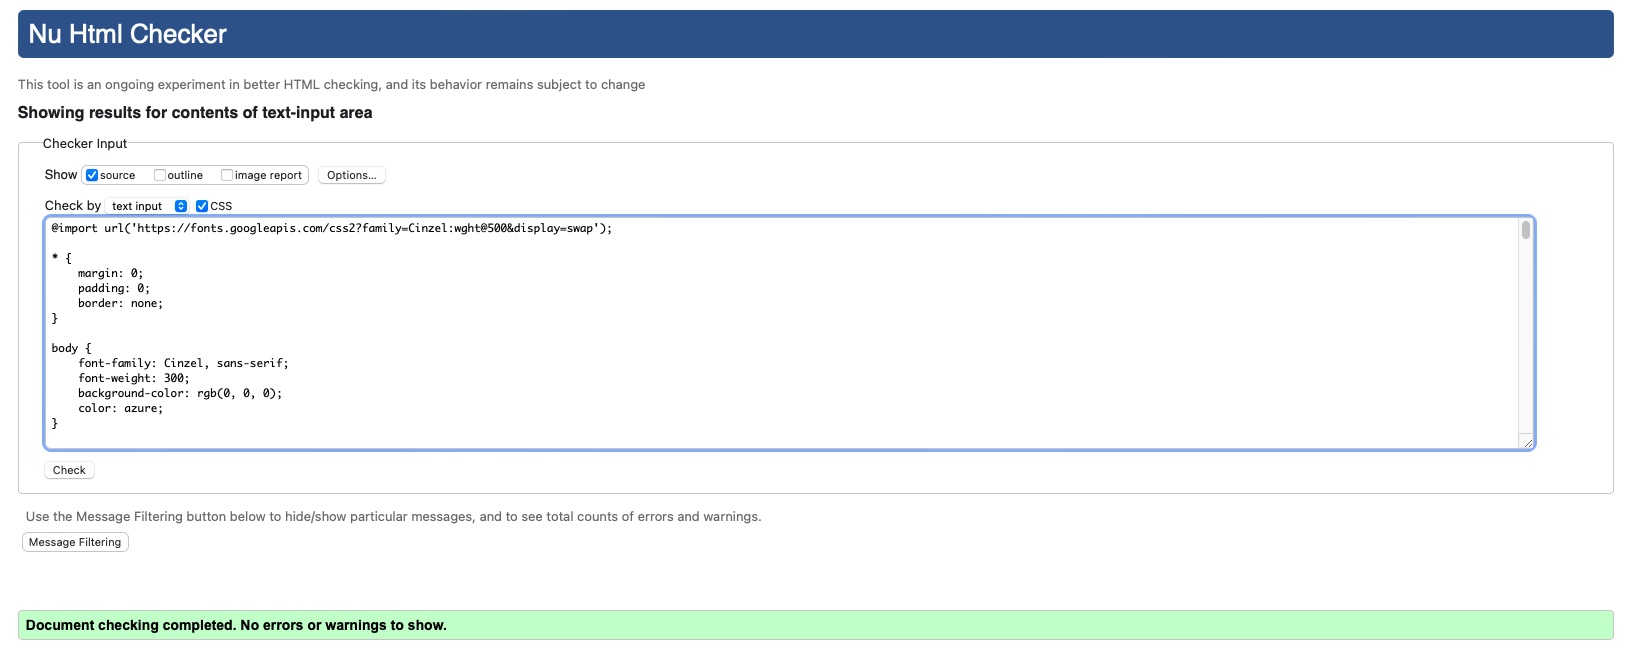 Nu Html Checker
This tool is an ongoing experiment in better HTML checking, and its behavior remains subject to change
Showing results for contents of text-input area
Checker Input
Show source outline image report Options...
Check by text input CSS
@import url('https://fonts.googleapis.com/css2?family=Cinzel:wght@500&display=swap');
* {
    margin: 0;
    padding: 0;
    border: none;
}
body {
    font-family: Cinzel, sans-serif;
    font-weight: 300;
    background-color: rgb(0, 0, 0);
    color: azure;
}
Check
Use the Message Filtering button below to hide/show particular messages, and to see total counts of errors and warnings.
Message Filtering
Document checking completed. No errors or warnings to show.